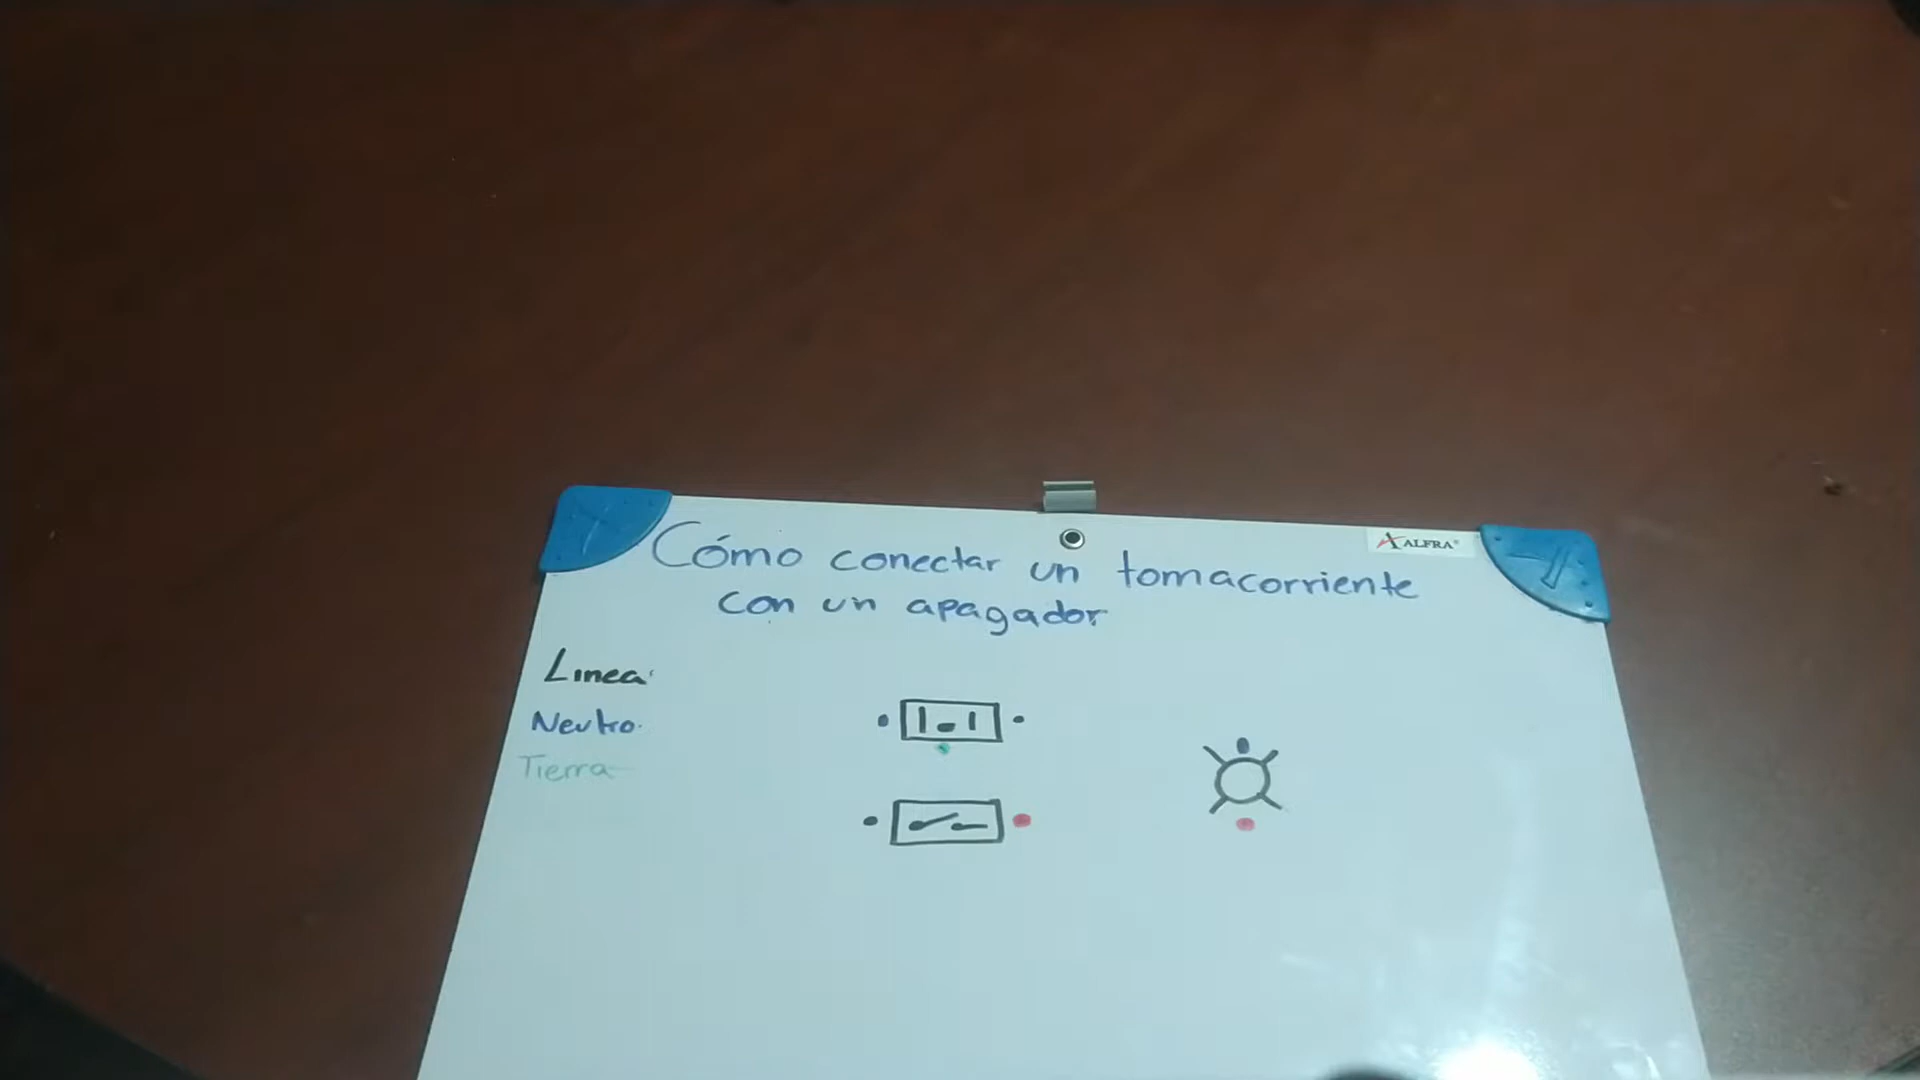 Cómo conectar un tomacorriente
con un apagador
ALFRA®
Linea
Neutro
Tierra